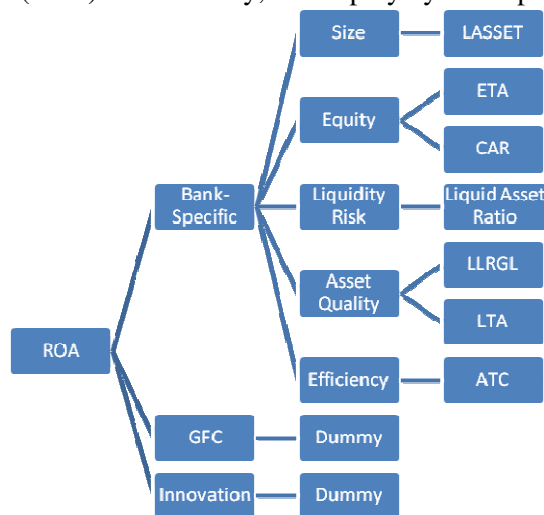 Size
LASSET
ETA
Equity
CAR
Bank-
Specific
Liquidity
Risk
Liquid Asset
Ratio
LLRGL
Asset
Quality
LTA
ROA
Efficiency
ATC
GFC
Dummy
Innovation
Dummy